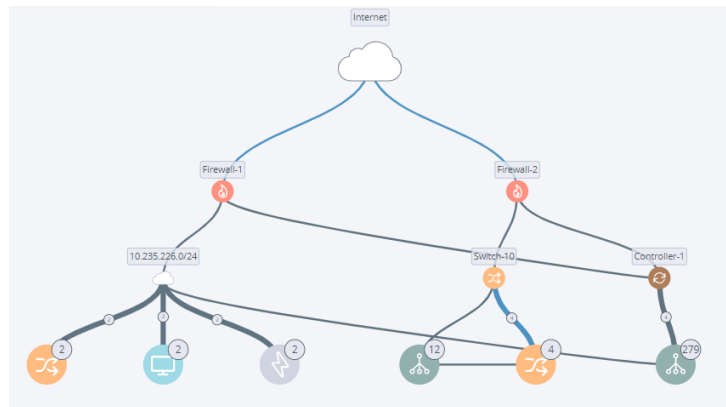 Internet
Firewall-1
Firewall-2
10.235.226.0/24
Switch-10
Controller-1
2
2
2
12
4
279